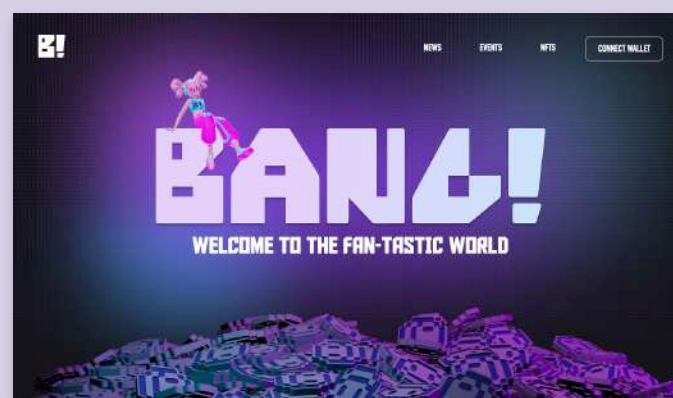 B!
NEWS EVENTS NFTS CONNECT WALLET
BANG!
WELCOME TO THE FAN-TASTIC WORLD